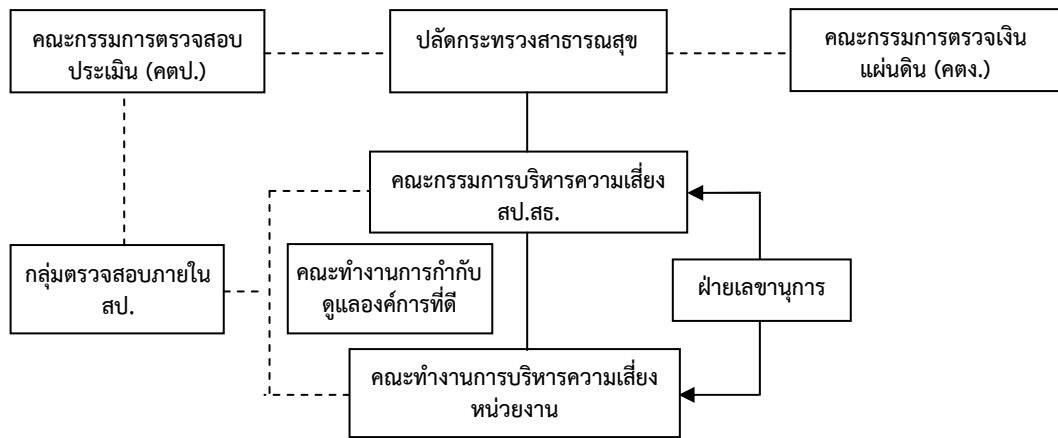 คณะกรรมการตรวจสอบ
ประเมิน (คตป.)
ปลัดกระทรวงสาธารณสุข
คณะกรรมการตรวจเงิน
แผ่นดิน (คตง.)
คณะกรรมการบริหารความเสี่ยง
สป.สธ.
กลุ่มตรวจสอบภายใน
สป.
คณะทำงานการกำกับ
ดูแลองค์การที่ดี
ฝ่ายเลขานุการ
คณะทำงานการบริหารความเสี่ยง
หน่วยงาน